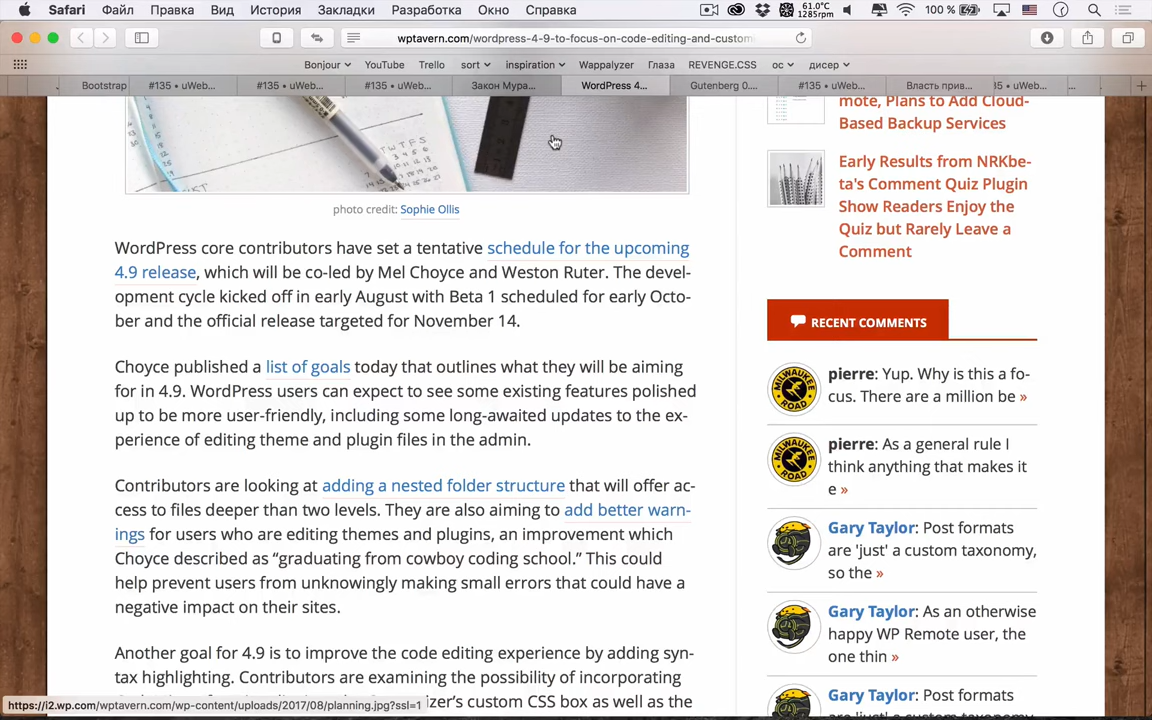 Safari Файл Правка Вид История Закладки Разработка Окно Справка 61.0°C 1285rpm 100 %
wptavern.com/wordpress-4-9-to-focus-on-code-editing-and-custom
Bonjour YouTube Trello sort inspiration Wappalyzer Глаза REVENGE.CSS ос дисер
Bootstrap #135 — uWeb... #135 — uWeb... #135 — uWeb... Закон Мура... WordPress 4... Gutenberg 0... #135 — uWeb... Власть прив... 35 — uWeb...
photo credit: Sophie Ollis
WordPress core contributors have set a tentative schedule for the upcoming
4.9 release, which will be co-led by Mel Choyce and Weston Ruter. The devel-
opment cycle kicked off in early August with Beta 1 scheduled for early Octo-
ber and the official release targeted for November 14.
Choyce published a list of goals today that outlines what they will be aiming
for in 4.9. WordPress users can expect to see some existing features polished
up to be more user-friendly, including some long-awaited updates to the ex-
perience of editing theme and plugin files in the admin.
Contributors are looking at adding a nested folder structure that will offer ac-
cess to files deeper than two levels. They are also aiming to add better warn-
ings for users who are editing themes and plugins, an improvement which
Choyce described as “graduating from cowboy coding school.” This could
help prevent users from unknowingly making small errors that could have a
negative impact on their sites.
Another goal for 4.9 is to improve the code editing experience by adding syn-
tax highlighting. Contributors are examining the possibility of incorporating
izer’s custom CSS box as well as the
https://i2.wp.com/wptavern.com/wp-content/uploads/2017/08/planning.jpg?ssl=1
mote, Plans to Add Cloud-
Based Backup Services
Early Results from NRKbe-
ta's Comment Quiz Plugin
Show Readers Enjoy the
Quiz but Rarely Leave a
Comment
RECENT COMMENTS
pierre: Yup. Why is this a fo-
cus. There are a million be »
pierre: As a general rule I
think anything that makes it
e »
Gary Taylor: Post formats
are 'just' a custom taxonomy,
so the »
Gary Taylor: As an otherwise
happy WP Remote user, the
one thin »
Gary Taylor: Post formats
MILWAUKEE
ROAD
MILWAUKEE
ROAD